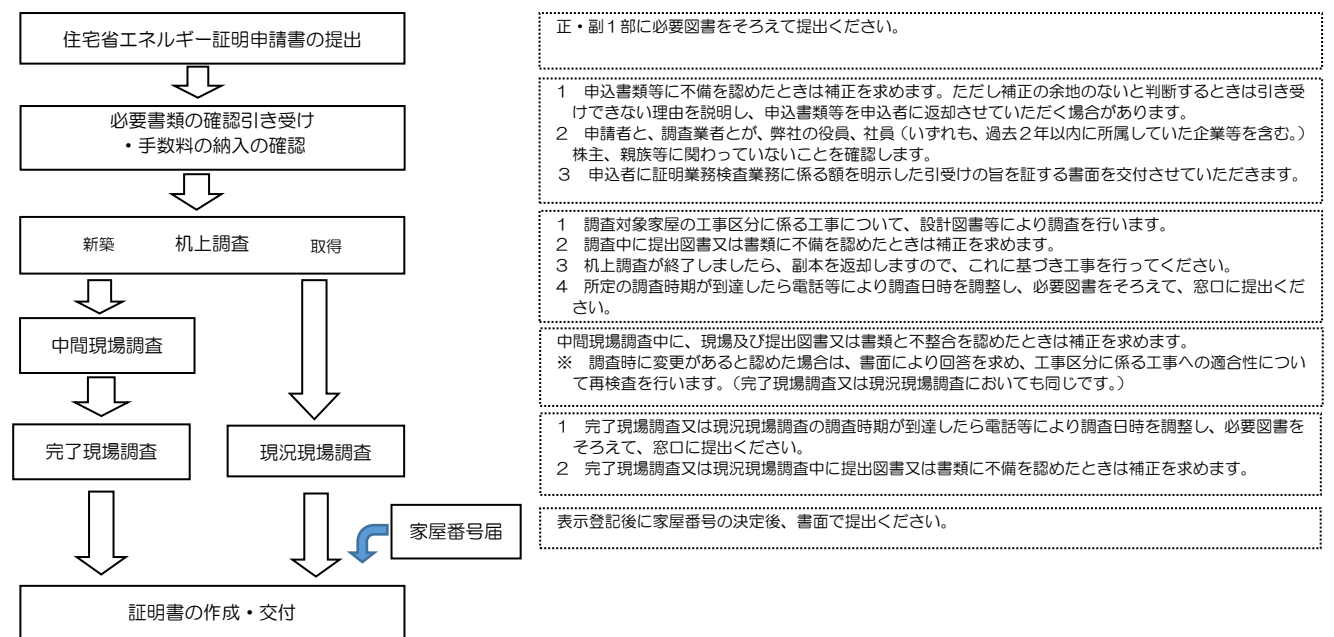 住宅省エネルギー証明申請書の提出
正・副１部に必要図書をそろえて提出ください。
必要書類の確認引き受け
・手数料の納入の確認
１　申込書類等に不備を認めたときは補正を求めます。ただし補正の余地のないと判断するときは引き受
けできない理由を説明し、申込書類等を申込者に返却させていただく場合があります。
２　申請者と、調査業者とが、弊社の役員、社員（いずれも、過去２年以内に所属していた企業等を含む。）
株主、親族等に関わっていないことを確認します。
３　申込者に証明業務検査業務に係る額を明示した引受けの旨を証する書面を交付させていただきます。
新築　机上調査　取得
１　調査対象家屋の工事区分に係る工事について、設計図書等により調査を行います。
２　調査中に提出図書又は書類に不備を認めたときは補正を求めます。
３　机上調査が終了しましたら、副本を返却しますので、これに基づき工事を行ってください。
４　所定の調査時期が到達したら電話等により調査日時を調整し、必要図書をそろえて、窓口に提出くだ
さい。
中間現場調査
中間現場調査中に、現場及び提出図書又は書類と不整合を認めたときは補正を求めます。
※　調査時に変更があると認めた場合は、書面により回答を求め、工事区分に係る工事への適合性につい
て再検査を行います。（完了現場調査又は現況現場調査においても同じです。）
完了現場調査
現況現場調査
１　完了現場調査又は現況現場調査の調査時期が到達したら電話等により調査日時を調整し、必要図書を
そろえて、窓口に提出ください。
２　完了現場調査又は現況現場調査中に提出図書又は書類に不備を認めたときは補正を求めます。
家屋番号届
表示登記後に家屋番号の決定後、書面で提出ください。
証明書の作成・交付